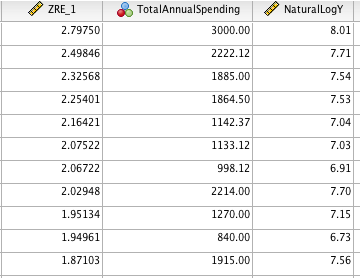 ZRE_1 TotalAnnualSpending NaturalLogY
2.79750 3000.00 8.01
2.49846 2222.12 7.71
2.32568 1885.00 7.54
2.25401 1864.50 7.53
2.16421 1142.37 7.04
2.07522 1133.12 7.03
2.06722 998.12 6.91
2.02948 2214.00 7.70
1.95134 1270.00 7.15
1.94961 840.00 6.73
1.87103 1915.00 7.56